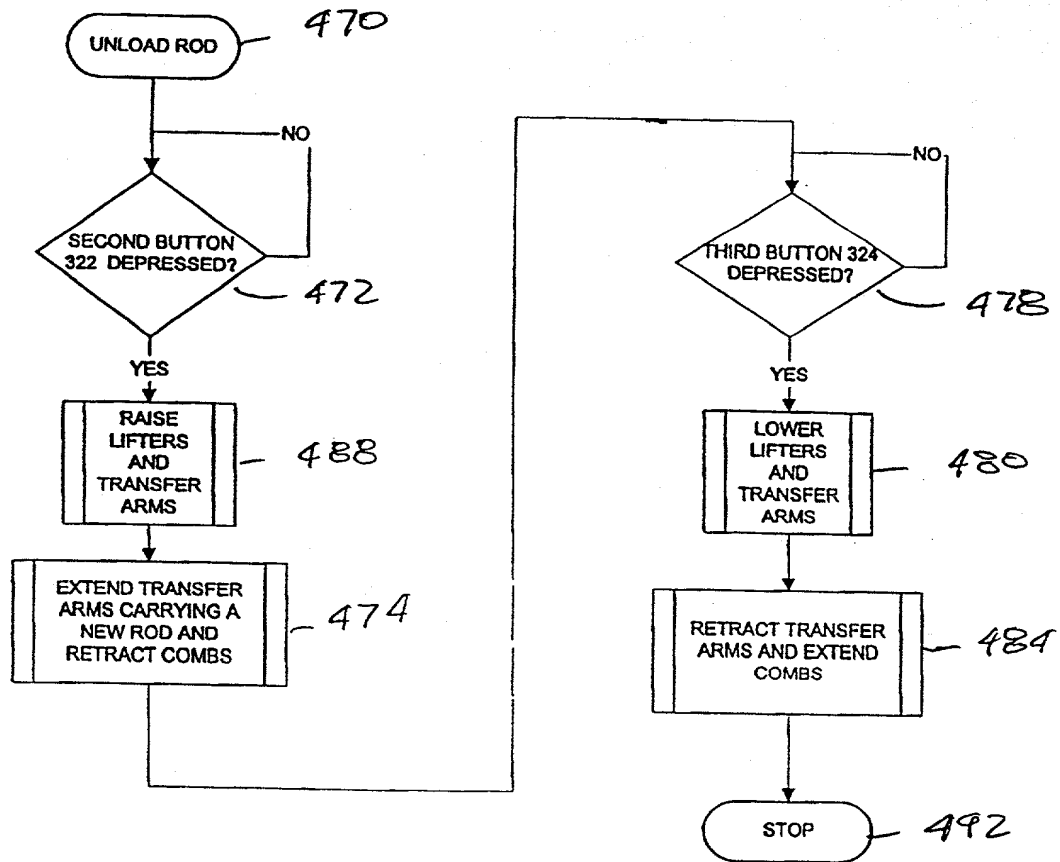 UNLOAD ROD
470
NO
SECOND BUTTON
322 DEPRESSED?
472
YES
RAISE
LIFTERS
AND
TRANSFER
ARMS
488
EXTEND TRANSFER
ARMS CARRYING A
NEW ROD AND
RETRACT COMBS
474
NO
THIRD BUTTON 324
DEPRESSED?
478
YES
LOWER
LIFTERS
AND
TRANSFER
ARMS
480
RETRACT TRANSFER
ARMS AND EXTEND
COMBS
484
STOP
492